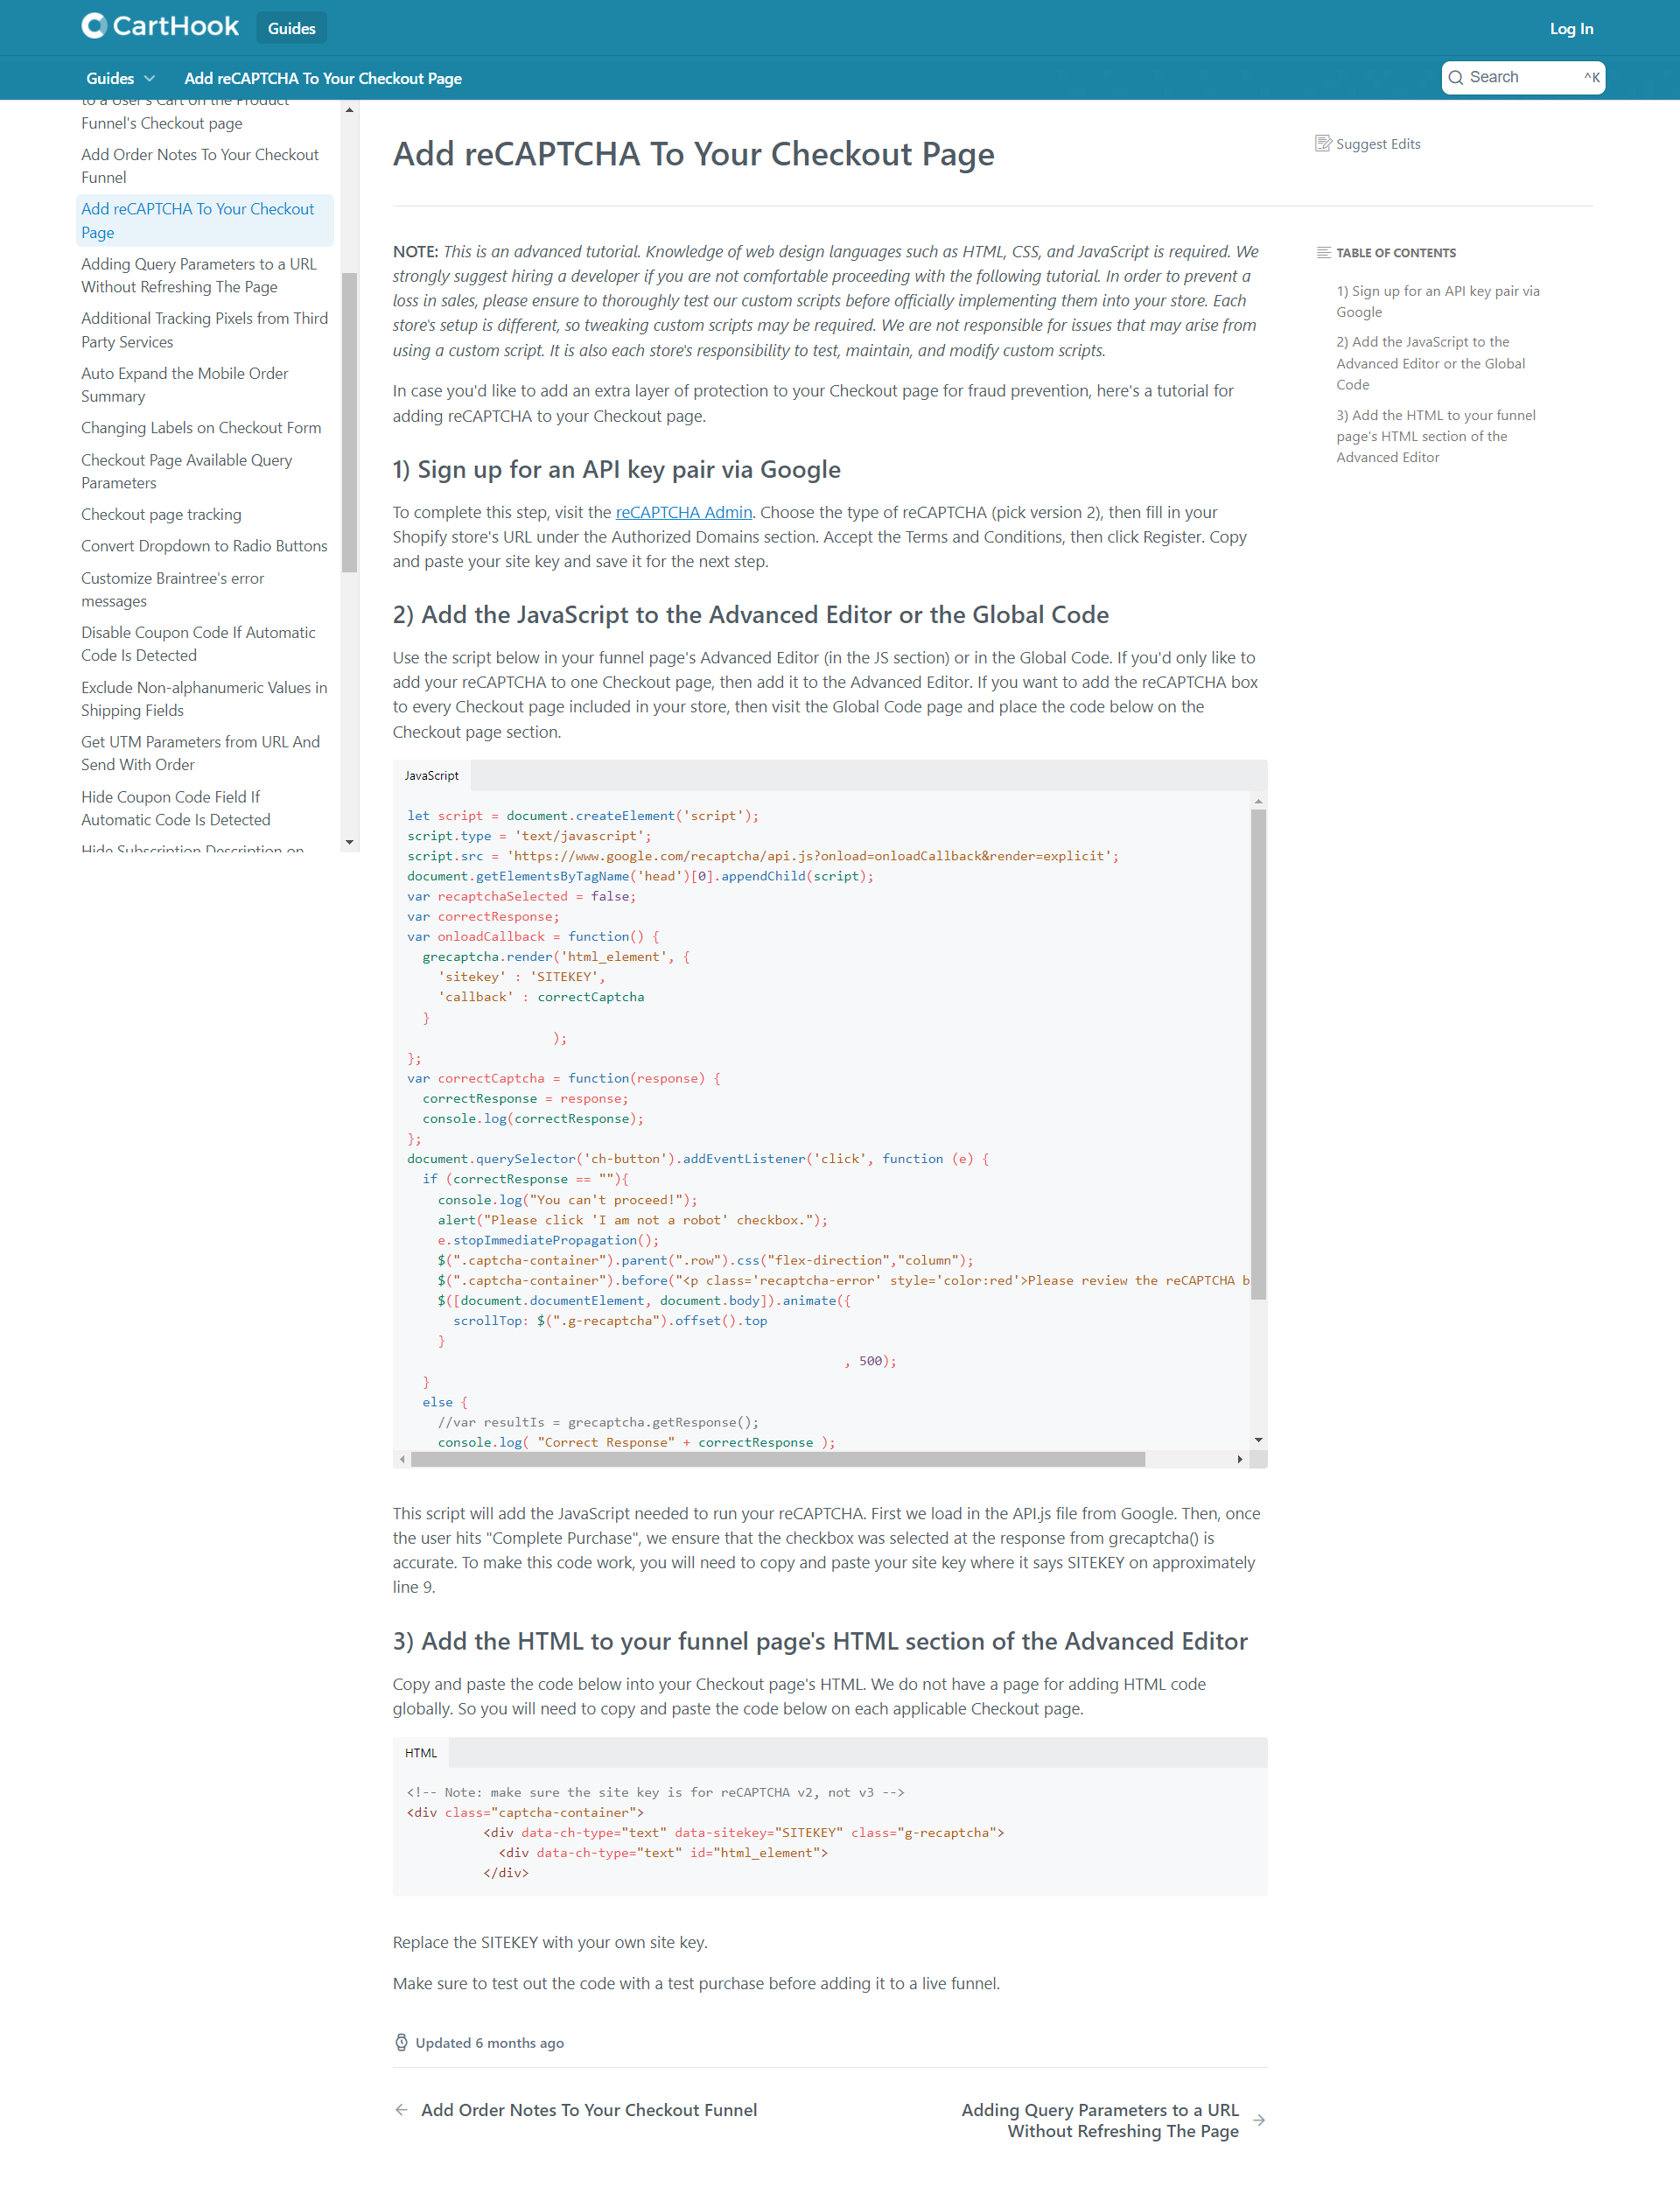 CartHook
Guides
Log In
Guides
Add reCAPTCHA To Your Checkout Page
Search
^K
to a User's Cart on the Product
Funnel's Checkout page
Add Order Notes To Your Checkout
Funnel
Add reCAPTCHA To Your Checkout
Page
Adding Query Parameters to a URL
Without Refreshing The Page
Additional Tracking Pixels from Third
Party Services
Auto Expand the Mobile Order
Summary
Changing Labels on Checkout Form
Checkout Page Available Query
Parameters
Checkout page tracking
Convert Dropdown to Radio Buttons
Customize Braintree's error
messages
Disable Coupon Code If Automatic
Code Is Detected
Exclude Non-alphanumeric Values in
Shipping Fields
Get UTM Parameters from URL And
Send With Order
Hide Coupon Code Field If
Automatic Code Is Detected
Hide Subscription Description on
Add reCAPTCHA To Your Checkout Page
Suggest Edits
NOTE: This is an advanced tutorial. Knowledge of web design languages such as HTML, CSS, and JavaScript is required. We
strongly suggest hiring a developer if you are not comfortable proceeding with the following tutorial. In order to prevent a
loss in sales, please ensure to thoroughly test our custom scripts before officially implementing them into your store. Each
store's setup is different, so tweaking custom scripts may be required. We are not responsible for issues that may arise from
using a custom script. It is also each store's responsibility to test, maintain, and modify custom scripts.
In case you'd like to add an extra layer of protection to your Checkout page for fraud prevention, here's a tutorial for
adding reCAPTCHA to your Checkout page.
1) Sign up for an API key pair via Google
To complete this step, visit the reCAPTCHA Admin. Choose the type of reCAPTCHA (pick version 2), then fill in your
Shopify store's URL under the Authorized Domains section. Accept the Terms and Conditions, then click Register. Copy
and paste your site key and save it for the next step.
2) Add the JavaScript to the Advanced Editor or the Global Code
Use the script below in your funnel page's Advanced Editor (in the JS section) or in the Global Code. If you'd only like to
add your reCAPTCHA to one Checkout page, then add it to the Advanced Editor. If you want to add the reCAPTCHA box
to every Checkout page included in your store, then visit the Global Code page and place the code below on the
Checkout page section.
JavaScript
let script = document.createElement('script');
script.type = 'text/javascript';
script.src = 'https://www.google.com/recaptcha/api.js?onload=onloadCallback&render=explicit';
document.getElementsByTagName('head')[0].appendChild(script);
var recaptchaSelected = false;
var correctResponse;
var onloadCallback = function() {
grecaptcha.render('html_element', {
'sitekey' : 'SITEKEY',
'callback' : correctCaptcha
}
);
};
var correctCaptcha = function(response) {
correctResponse = response;
console.log(correctResponse);
};
document.querySelector('ch-button').addEventListener('click', function (e) {
if (correctResponse == ""){
console.log("You can't proceed!");
alert("Please click 'I am not a robot' checkbox.");
e.stopImmediatePropagation();
$(".captcha-container").parent(".row").css("flex-direction","column");
$(".captcha-container").before("<p class='recaptcha-error' style='color:red'>Please review the reCAPTCHA b
$([document.documentElement, document.body]).animate({
scrollTop: $(".g-recaptcha").offset().top
}
, 500);
}
else {
//var resultIs = grecaptcha.getResponse();
console.log( "Correct Response" + correctResponse );
This script will add the JavaScript needed to run your reCAPTCHA. First we load in the API.js file from Google. Then, once
the user hits "Complete Purchase", we ensure that the checkbox was selected at the response from grecaptcha() is
accurate. To make this code work, you will need to copy and paste your site key where it says SITEKEY on approximately
line 9.
3) Add the HTML to your funnel page's HTML section of the Advanced Editor
Copy and paste the code below into your Checkout page's HTML. We do not have a page for adding HTML code
globally. So you will need to copy and paste the code below on each applicable Checkout page.
HTML
<!-- Note: make sure the site key is for reCAPTCHA v2, not v3 -->
<div class="captcha-container">
<div data-ch-type="text" data-sitekey="SITEKEY" class="g-recaptcha">
<div data-ch-type="text" id="html_element">
</div>
Replace the SITEKEY with your own site key.
Make sure to test out the code with a test purchase before adding it to a live funnel.
Updated 6 months ago
Add Order Notes To Your Checkout Funnel
Adding Query Parameters to a URL
Without Refreshing The Page
TABLE OF CONTENTS
1) Sign up for an API key pair via
Google
2) Add the JavaScript to the
Advanced Editor or the Global
Code
3) Add the HTML to your funnel
page's HTML section of the
Advanced Editor